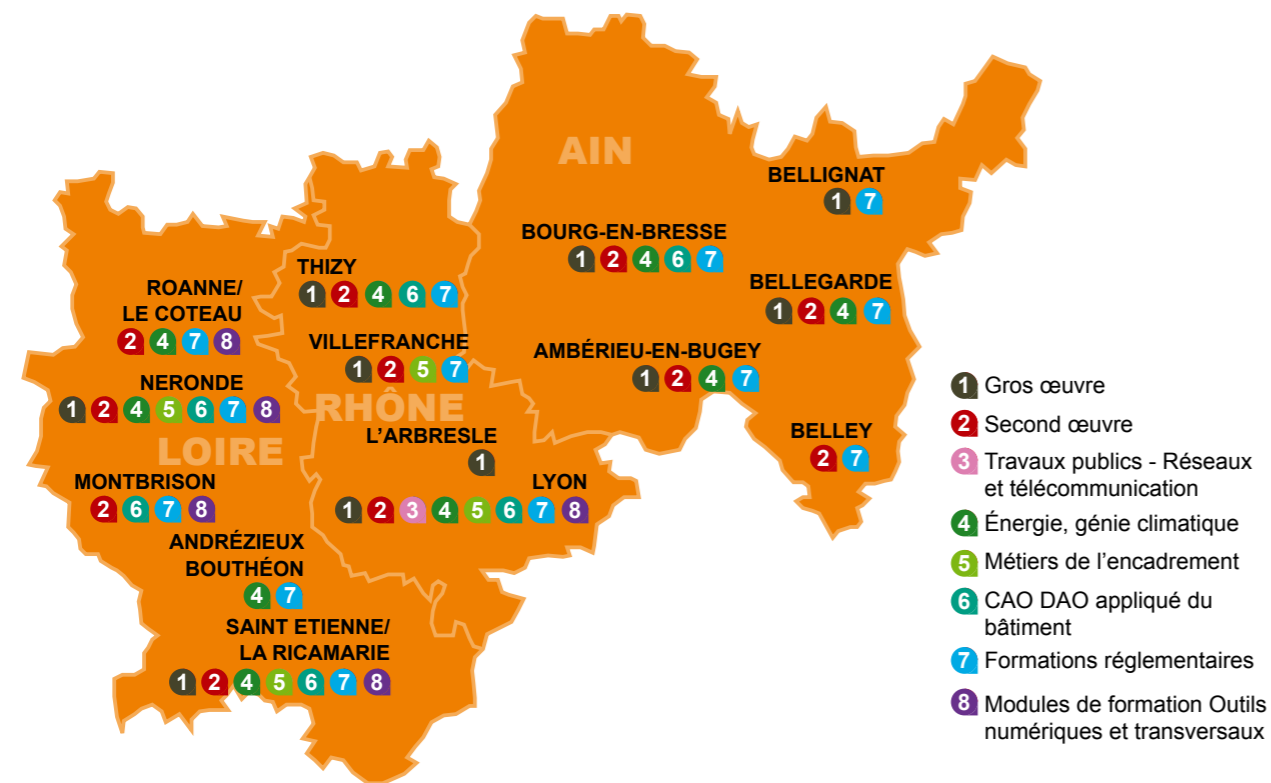 AIN
BELLIGNAT
1 7
BOURG-EN-BRESSE
1 2 4 6 7
THIZY
1 2 4 6 7
BELLEGARDE
1 2 4 7
ROANNE/
LE COTEAU
2 4 7 8
VILLEFRANCHE
1 2 5 7
AMBÉRIEU-EN-BUGEY
1 2 4 7
NERONDE
1 2 4 5 6 7 8
RHÔNE
L'ARBRESLE
1
BELLEY
2 7
LOIRE
MONTBRISON
2 6 7 8
LYON
1 2 3 4 5 6 7 8
ANDRÉZIEUX
BOUTHÉON
4 7
SAINT ETIENNE/
LA RICAMARIE
1 2 4 5 6 7 8
1 Gros œuvre
2 Second œuvre
3 Travaux publics - Réseaux
et télécommunication
4 Énergie, génie climatique
5 Métiers de l'encadrement
6 CAO DAO appliqué du
bâtiment
7 Formations réglementaires
8 Modules de formation Outils
numériques et transversaux